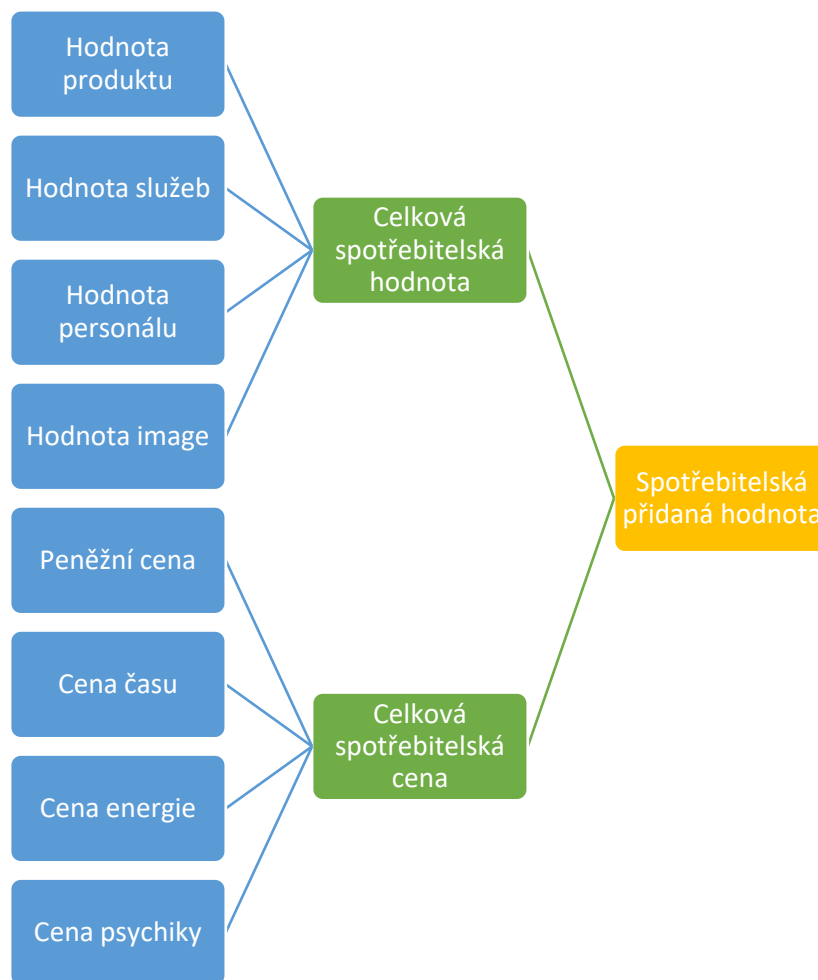 Hodnota
produktu
Hodnota služeb
Hodnota
personálu
Hodnota image
Peněžní cena
Cena času
Cena energie
Cena psychiky
Celková
spotřebitelská
hodnota
Celková
spotřebitelská
cena
Spotřebitelská
přidaná hodnota